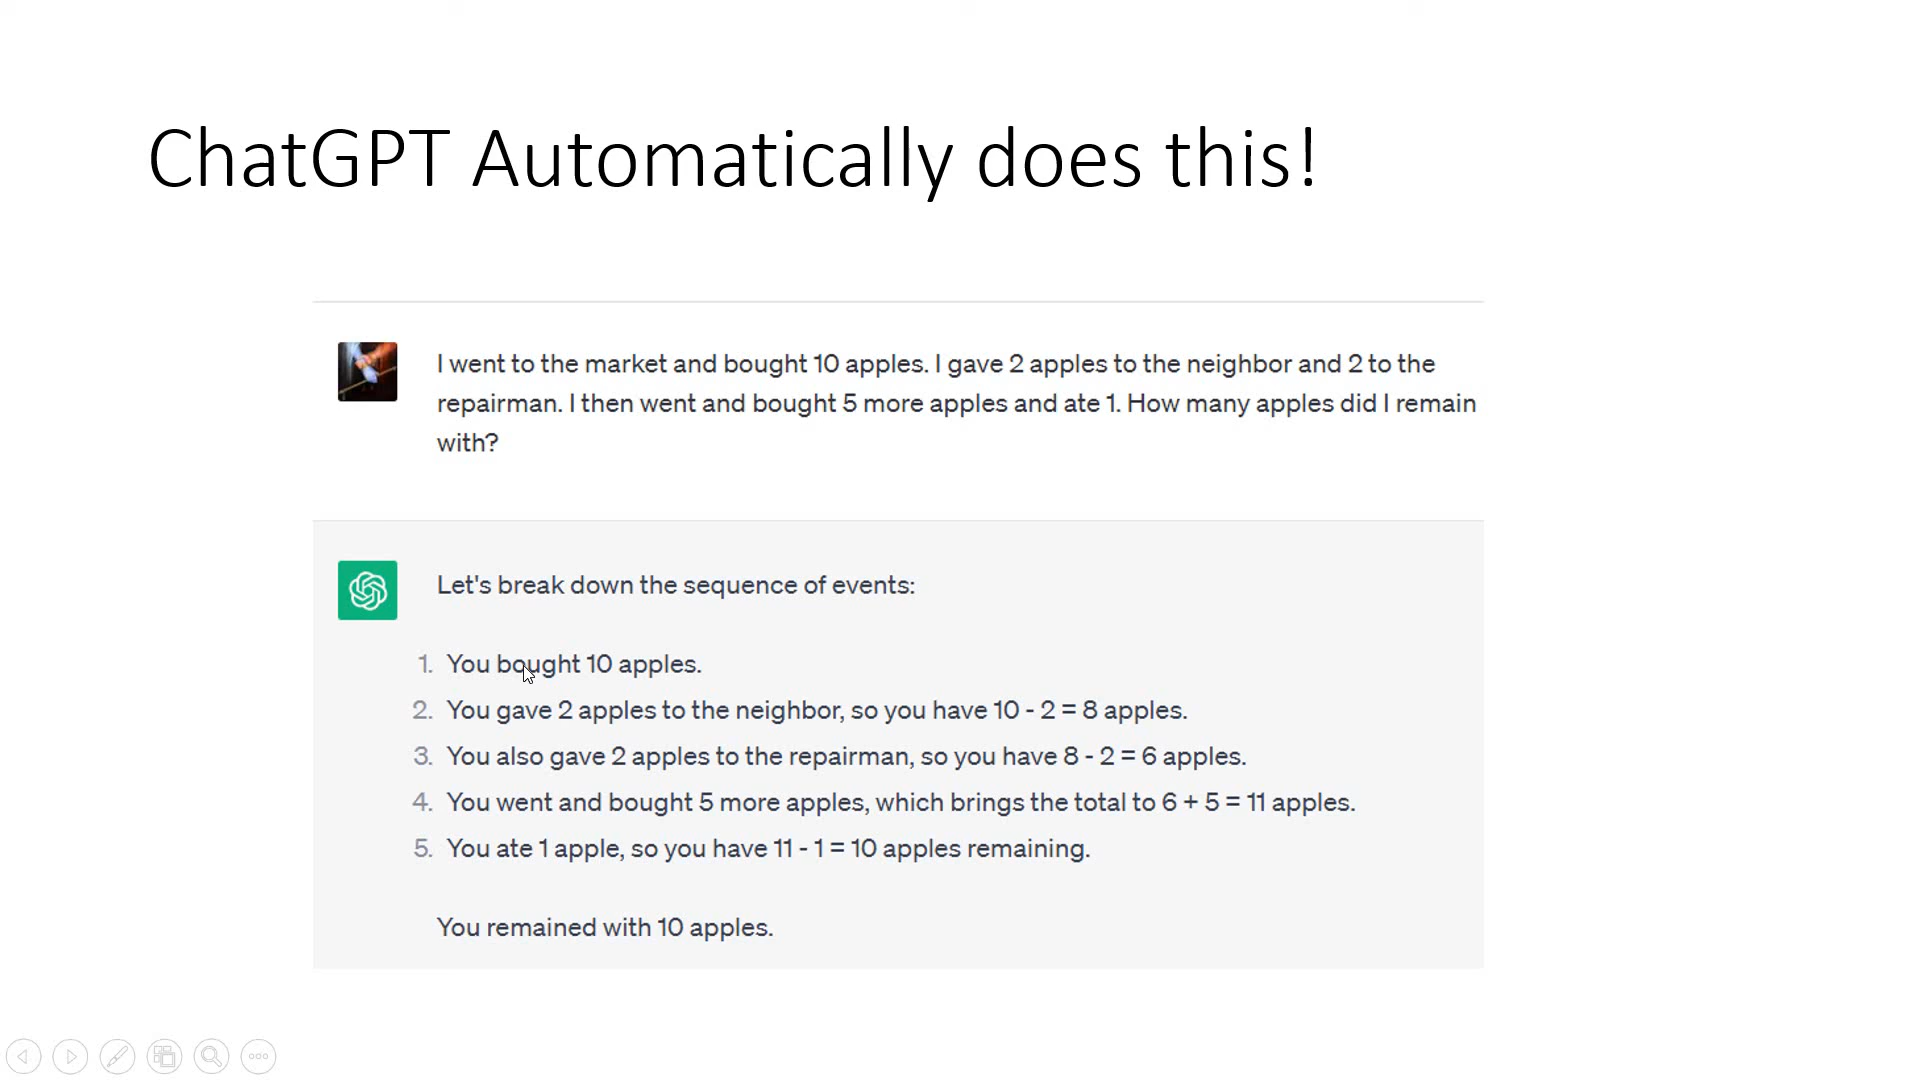 ChatGPT Automatically does this!
I went to the market and bought 10 apples. I gave 2 apples to the neighbor and 2 to the
repairman. I then went and bought 5 more apples and ate 1. How many apples did I remain
with?
Let's break down the sequence of events:
1. You bought 10 apples.
2. You gave 2 apples to the neighbor, so you have 10 - 2 = 8 apples.
3. You also gave 2 apples to the repairman, so you have 8 - 2 = 6 apples.
4. You went and bought 5 more apples, which brings the total to 6 + 5 = 11 apples.
5. You ate 1 apple, so you have 11 - 1 = 10 apples remaining.
You remained with 10 apples.